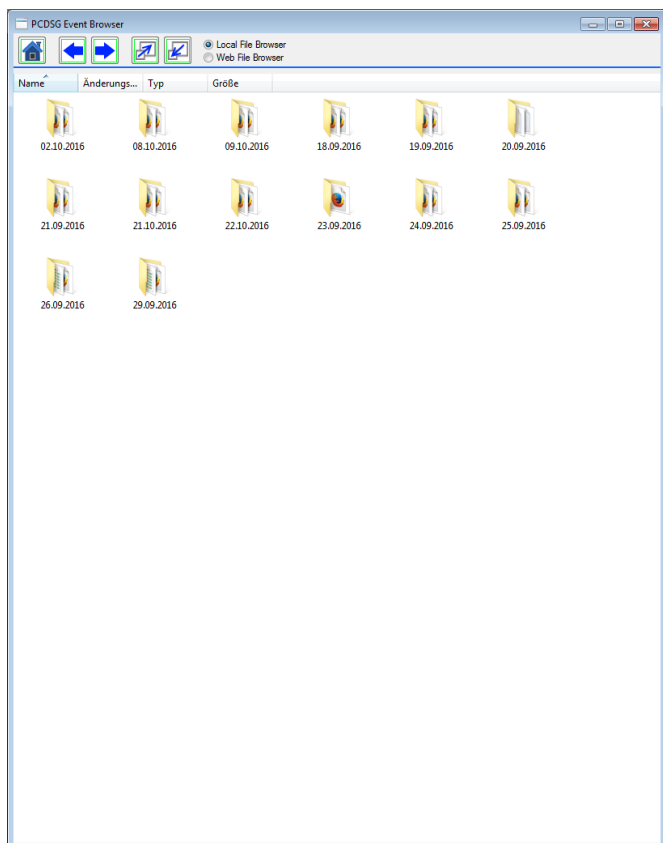 PCDSG Event Browser
Local File Browser
Web File Browser
Name Änderungs... Typ Größe
02.10.2016 08.10.2016 09.10.2016 18.09.2016 19.09.2016 20.09.2016
21.09.2016 21.10.2016 22.10.2016 23.09.2016 24.09.2016 25.09.2016
26.09.2016 29.09.2016